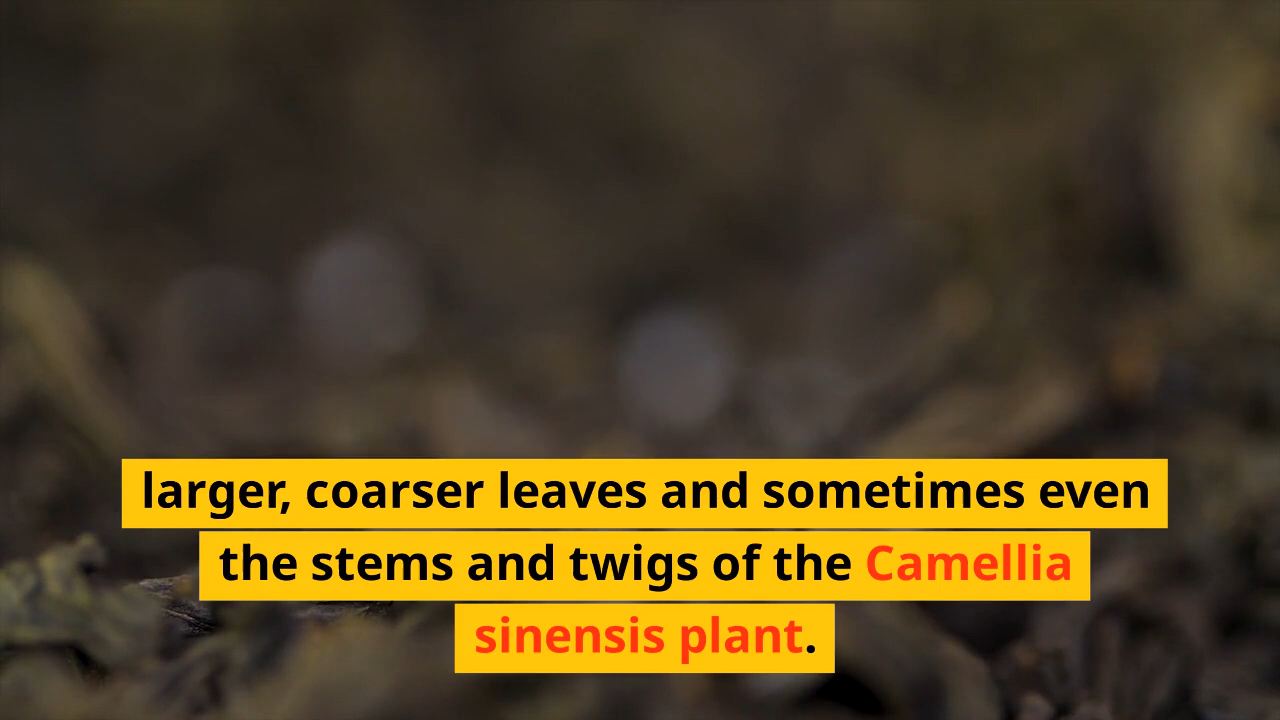 larger, coarser leaves and sometimes even
the stems and twigs of the Camellia
sinensis plant.